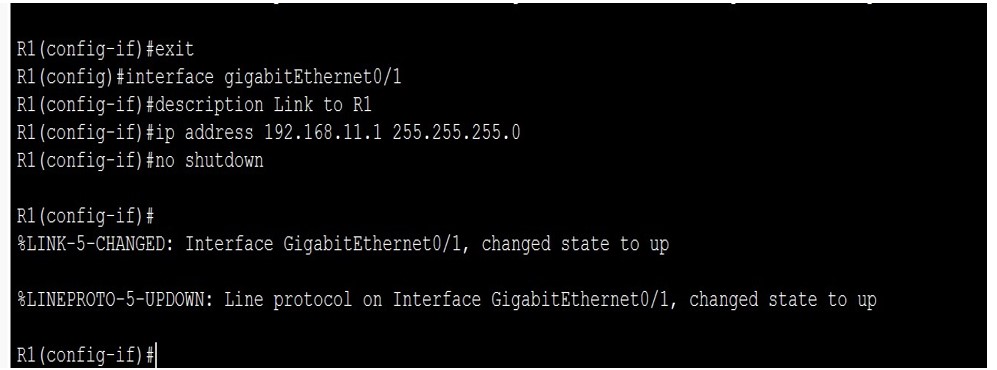 R1(config-if)#exit
R1(config)#interface gigabitEthernet0/1
R1(config-if)#description Link to R1
R1(config-if)#ip address 192.168.11.1 255.255.255.0
R1(config-if)#no shutdown
R1(config-if)#
%LINK-5-CHANGED: Interface GigabitEthernet0/1, changed state to up
%LINEPROTO-5-UPDOWN: Line protocol on Interface GigabitEthernet0/1, changed state to up
R1(config-if)#